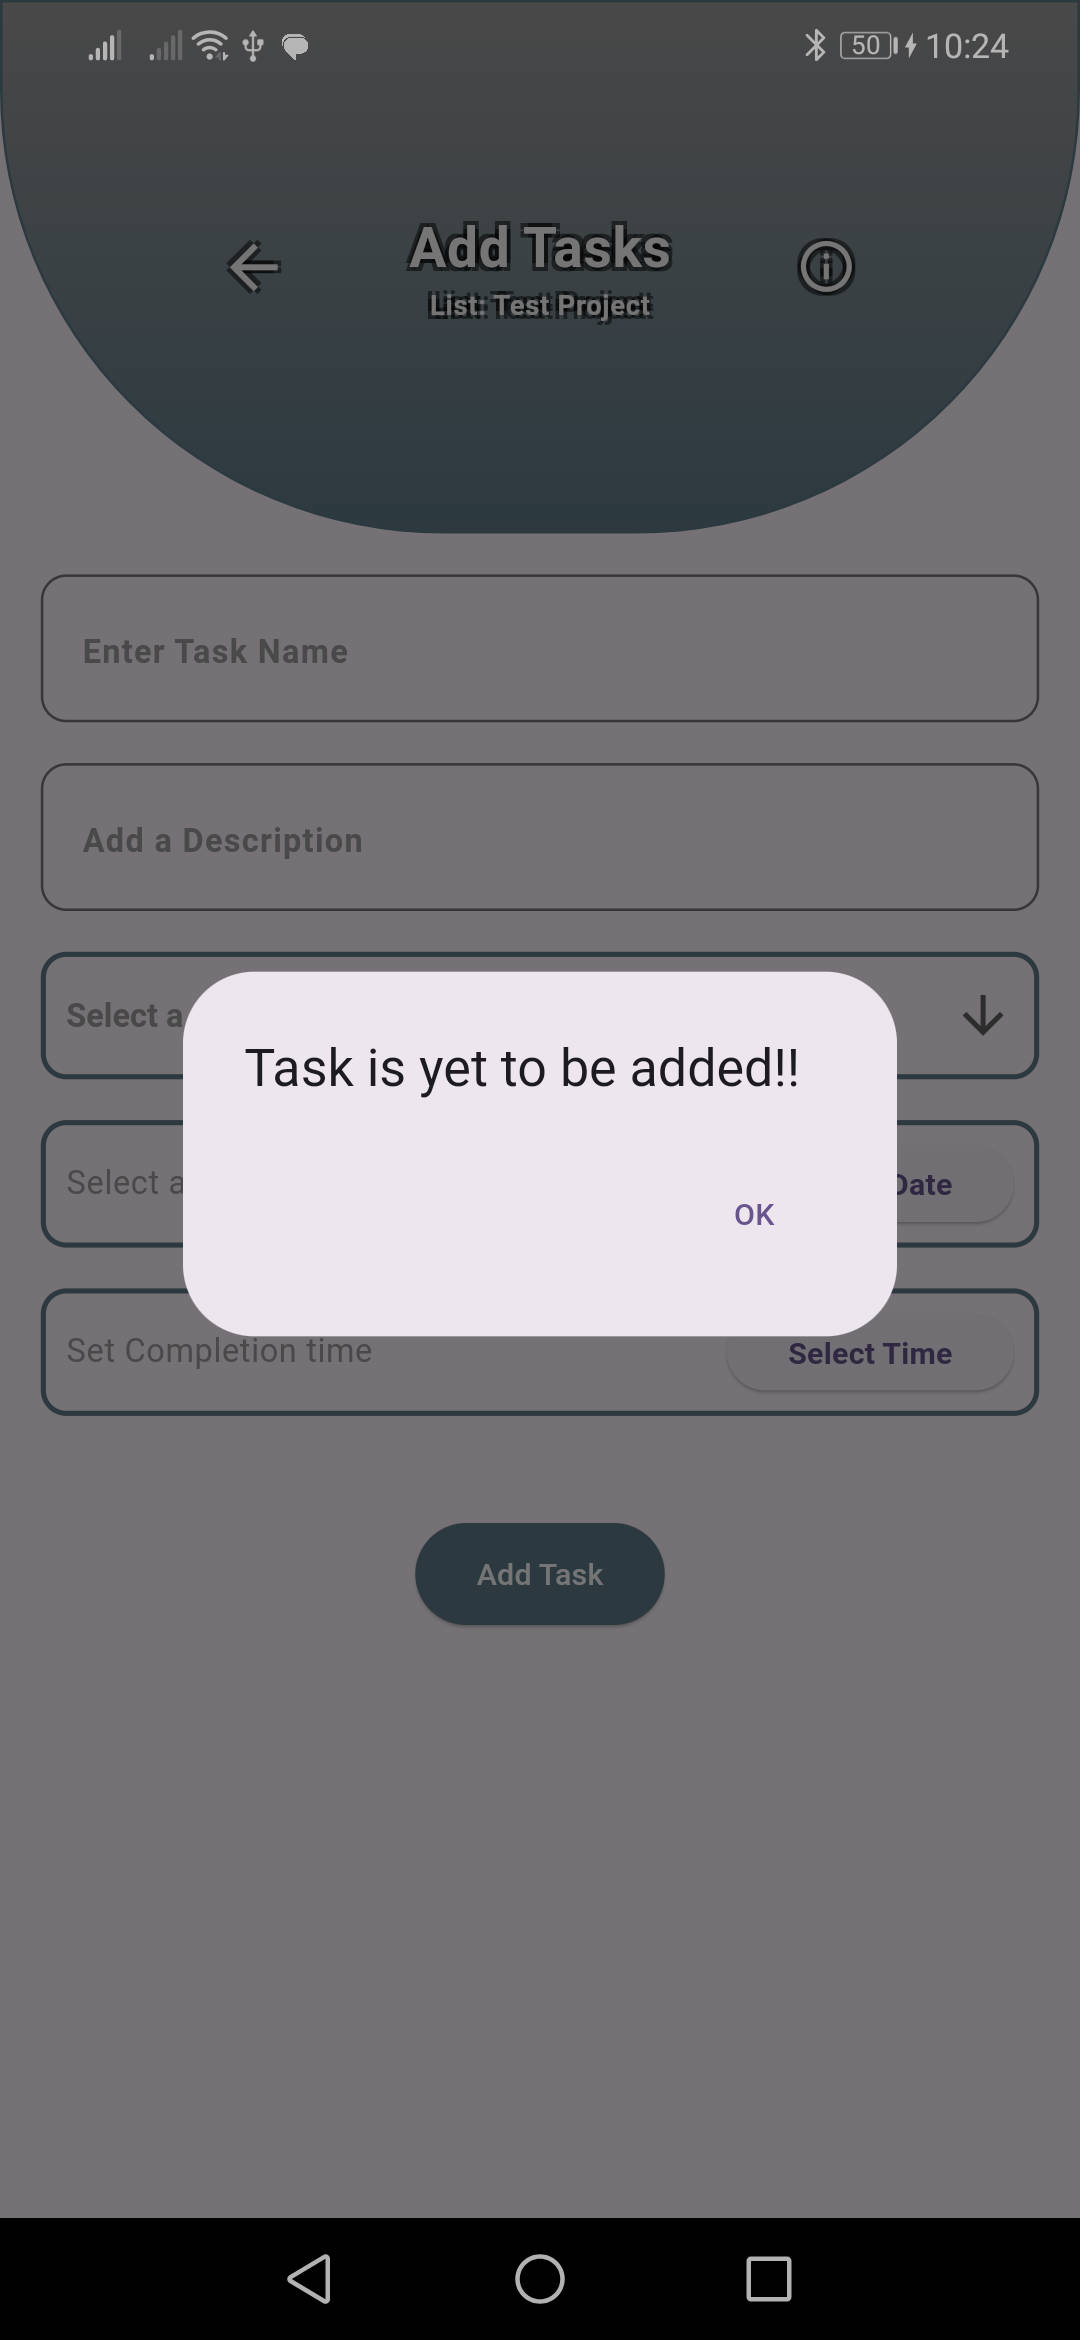 50 10:24
Add Tasks
List: Test Project
Enter Task Name
Add a Description
Select a
Task is yet to be added!!
Select a Date
OK
Set Completion time Select Time
Add Task